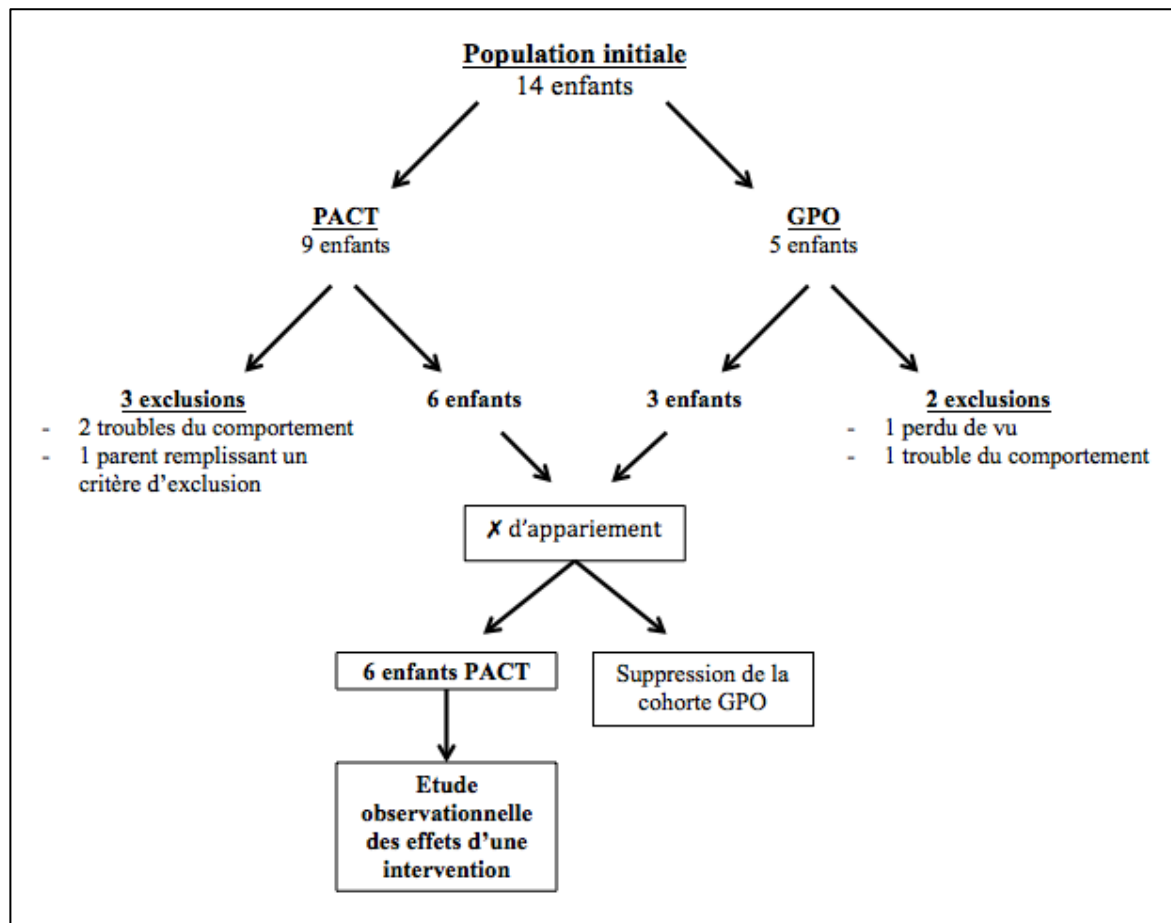 Population initiale
14 enfants
PACT
9 enfants
GPO
5 enfants
3 exclusions
- 2 troubles du comportement
- 1 parent remplissant un
critère d’exclusion
6 enfants
3 enfants
2 exclusions
- 1 perdu de vu
- 1 trouble du comportement
✗ d’appariement
6 enfants PACT
Suppression de la
cohorte GPO
Etude
observationnelle
des effets d’une
intervention